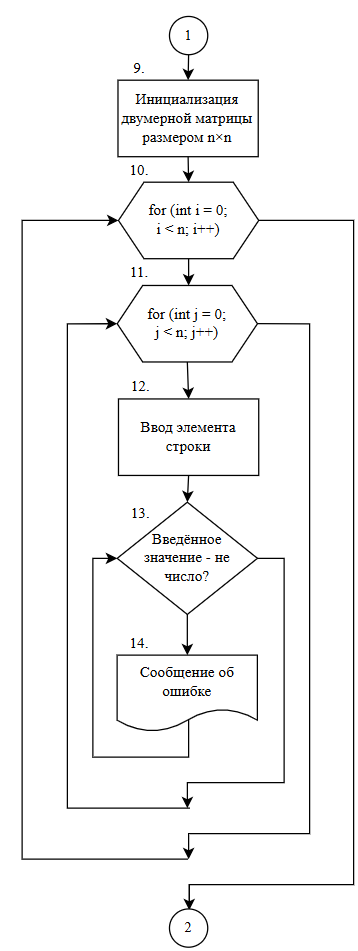 1
9.
Инициализация
двумерной матрицы
размером n×n
10.
for (int i = 0;
i < n; i++)
11.
for (int j = 0;
j < n; j++)
12.
Ввод элемента
строки
13.
Введённое
значение - не
число?
14.
Сообщение об
ошибке
2